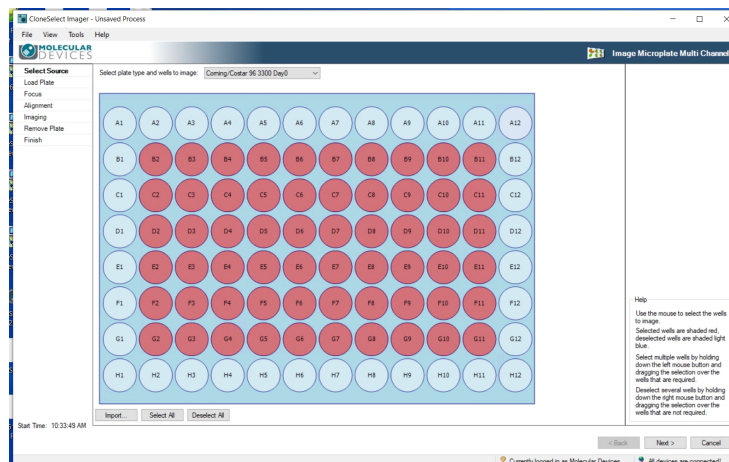 CloneSelect Imager - Unsaved Process
File View Tools Help
MOLECULAR
DEVICES
Image Microplate Multi Channel
Select Source
Load Plate
Focus
Alignment
Imaging
Remove Plate
Finish
Select plate type and wells to image: Corning/Costar 96 3300 Day0
A1 A2 A3 A4 A5 A6 A7 A8 A9 A10 A11 A12
B1 B2 B3 B4 B5 B6 B7 B8 B9 B10 B11 B12
C1 C2 C3 C4 C5 C6 C7 C8 C9 C10 C11 C12
D1 D2 D3 D4 D5 D6 D7 D8 D9 D10 D11 D12
E1 E2 E3 E4 E5 E6 E7 E8 E9 E10 E11 E12
F1 F2 F3 F4 F5 F6 F7 F8 F9 F10 F11 F12
G1 G2 G3 G4 G5 G6 G7 G8 G9 G10 G11 G12
H1 H2 H3 H4 H5 H6 H7 H8 H9 H10 H11 H12
Import... Select All Deselect All
Help
Use the mouse to select the wells
to image.
Selected wells are shaded red,
deselected wells are shaded light
blue.
Select multiple wells by holding
down the left mouse button and
dragging the selection over the
wells that are required.
Deselect several wells by holding
down the right mouse button and
dragging the selection over the
wells that are not required.
Start Time: 10:33:49 AM
< Back Next > Cancel
Currently logged in as Molecular Devices All devices are connected!